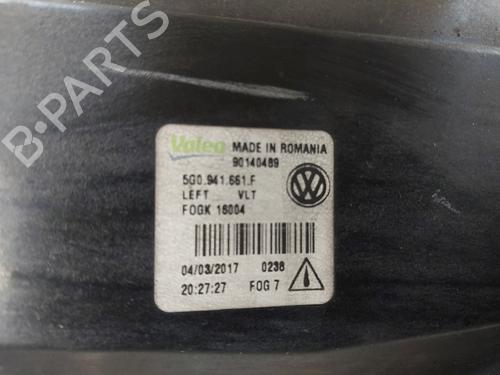 B-PARTS
Valeo MADE IN ROMANIA
90140489
5G0.941.661.F
LEFT VLT
FOGK 16004
04/03/2017 0238
20:27:27 FOG 7